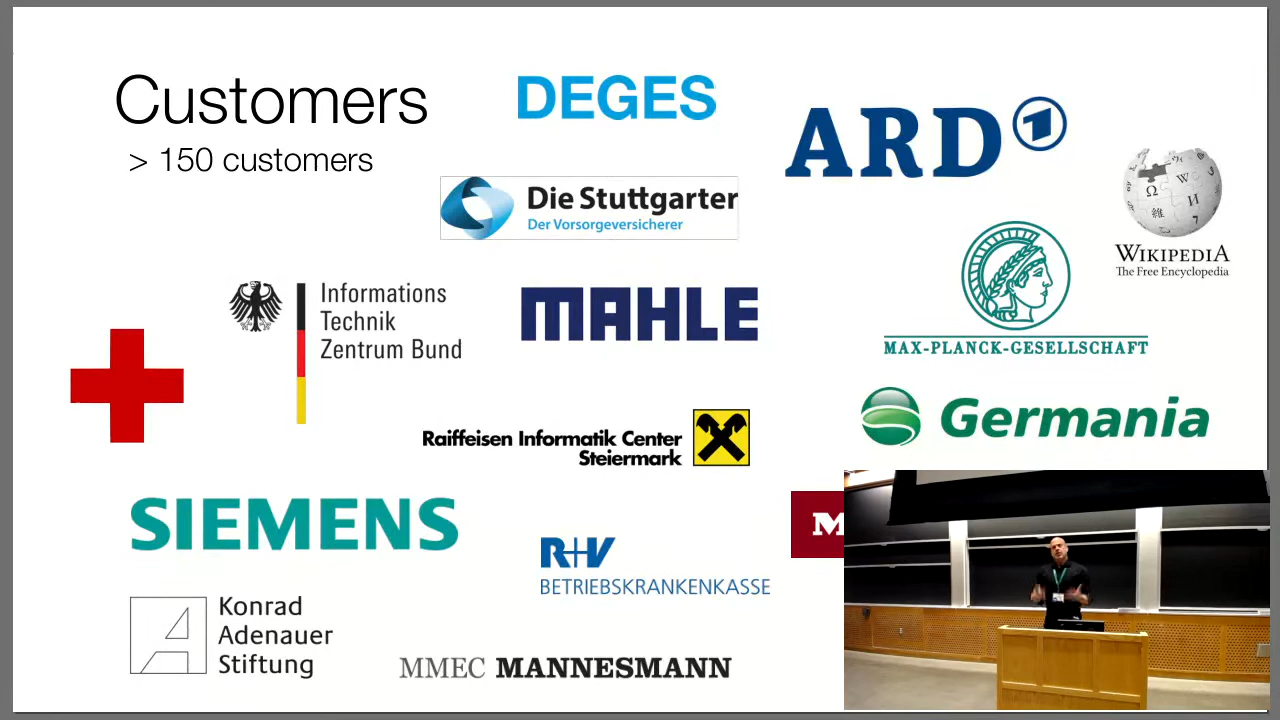 Customers
> 150 customers
DEGES
ARD 1
Die Stuttgarter
Der Vorsorgeversicherer
WIKIPEDIA
The Free Encyclopedia
Informations
Technik
Zentrum Bund
MAHLE
MAX-PLANCK-GESELLSCHAFT
Germania
Raiffeisen Informatik Center
Steiermark
SIEMENS
R+V
BETRIEBSKRANKENKASSE
M
Konrad
Adenauer
Stiftung
MMEC MANNESMANN